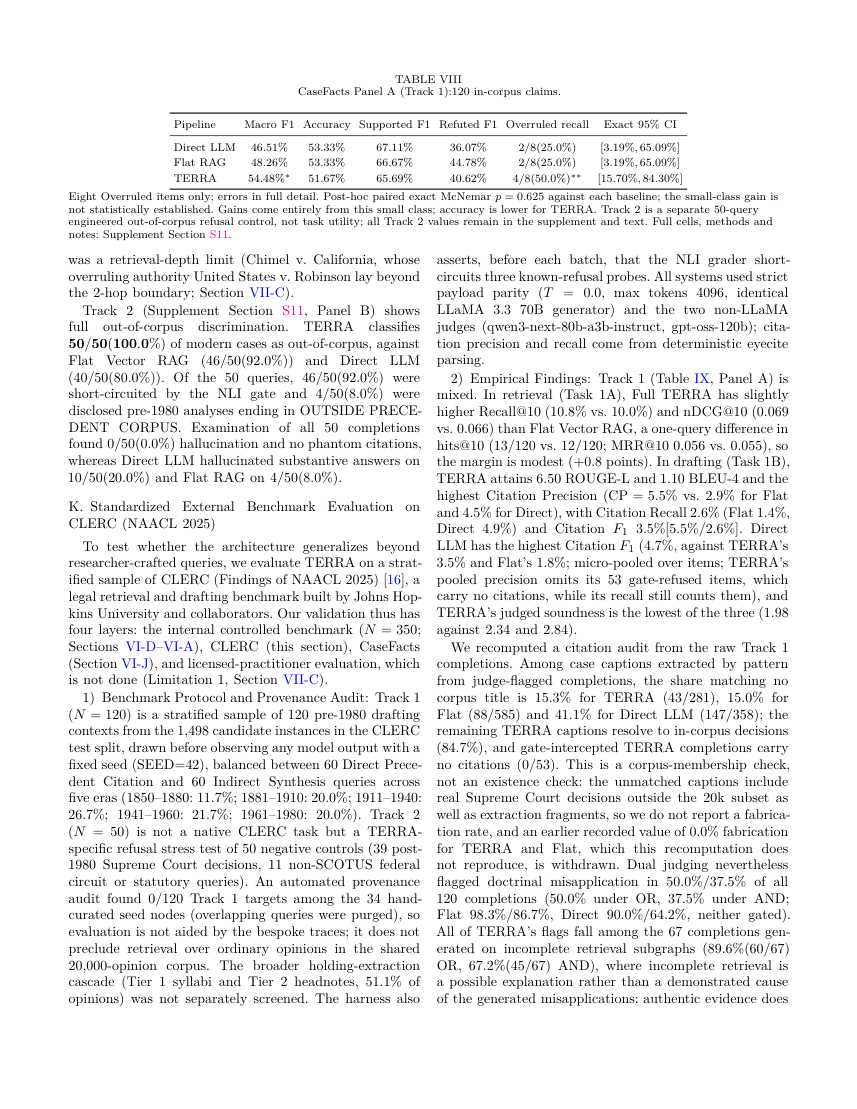 TABLE VIII
CaseFacts Panel A (Track 1):120 in-corpus claims.
Pipeline Macro F1 Accuracy Supported F1 Refuted F1 Overruled recall Exact 95% CI
Direct LLM 46.51% 53.33% 67.11% 36.07% 2/8(25.0%) [3.19%, 65.09%]
Flat RAG 48.26% 53.33% 66.67% 44.78% 2/8(25.0%) [3.19%, 65.09%]
TERRA 54.48%* 51.67% 65.69% 40.62% 4/8(50.0%)** [15.70%, 84.30%]
Eight Overruled items only; errors in full detail. Post-hoc paired exact McNemar p = 0.625 against each baseline; the small-class gain is
not statistically established. Gains come entirely from this small class; accuracy is lower for TERRA. Track 2 is a separate 50-query
engineered out-of-corpus refusal control, not task utility; all Track 2 values remain in the supplement and text. Full cells, methods and
notes: Supplement Section S11.
was a retrieval-depth limit (Chimel v. California, whose
overruling authority United States v. Robinson lay beyond
the 2-hop boundary; Section VII-C).
Track 2 (Supplement Section S11, Panel B) shows
full out-of-corpus discrimination. TERRA classifies
50/50(100.0%) of modern cases as out-of-corpus, against
Flat Vector RAG (46/50(92.0%)) and Direct LLM
(40/50(80.0%)). Of the 50 queries, 46/50(92.0%) were
short-circuited by the NLI gate and 4/50(8.0%) were
disclosed pre-1980 analyses ending in OUTSIDE PRECE-
DENT CORPUS. Examination of all 50 completions
found 0/50(0.0%) hallucination and no phantom citations,
whereas Direct LLM hallucinated substantive answers on
10/50(20.0%) and Flat RAG on 4/50(8.0%).
K. Standardized External Benchmark Evaluation on
CLERC (NAACL 2025)
To test whether the architecture generalizes beyond
researcher-crafted queries, we evaluate TERRA on a strat-
ified sample of CLERC (Findings of NAACL 2025) [16], a
legal retrieval and drafting benchmark built by Johns Hop-
kins University and collaborators. Our validation thus has
four layers: the internal controlled benchmark (N = 350;
Sections VI-D–VI-A), CLERC (this section), CaseFacts
(Section VI-J), and licensed-practitioner evaluation, which
is not done (Limitation 1, Section VII-C).
1) Benchmark Protocol and Provenance Audit: Track 1
(N = 120) is a stratified sample of 120 pre-1980 drafting
contexts from the 1,498 candidate instances in the CLERC
test split, drawn before observing any model output with a
fixed seed (SEED=42), balanced between 60 Direct Prece-
dent Citation and 60 Indirect Synthesis queries across
five eras (1850–1880: 11.7%; 1881–1910: 20.0%; 1911–1940:
26.7%; 1941–1960: 21.7%; 1961–1980: 20.0%). Track 2
(N = 50) is not a native CLERC task but a TERRA-
specific refusal stress test of 50 negative controls (39 post-
1980 Supreme Court decisions, 11 non-SCOTUS federal
circuit or statutory queries). An automated provenance
audit found 0/120 Track 1 targets among the 34 hand-
curated seed nodes (overlapping queries were purged), so
evaluation is not aided by the bespoke traces; it does not
preclude retrieval over ordinary opinions in the shared
20,000-opinion corpus. The broader holding-extraction
cascade (Tier 1 syllabi and Tier 2 headnotes, 51.1% of
opinions) was not separately screened. The harness also
asserts, before each batch, that the NLI grader short-
circuits three known-refusal probes. All systems used strict
payload parity (T = 0.0, max tokens 4096, identical
LLaMA 3.3 70B generator) and the two non-LLaMA
judges (qwen3-next-80b-a3b-instruct, gpt-oss-120b); cita-
tion precision and recall come from deterministic eyecite
parsing.
2) Empirical Findings: Track 1 (Table IX, Panel A) is
mixed. In retrieval (Task 1A), Full TERRA has slightly
higher Recall@10 (10.8% vs. 10.0%) and nDCG@10 (0.069
vs. 0.066) than Flat Vector RAG, a one-query difference in
hits@10 (13/120 vs. 12/120; MRR@10 0.056 vs. 0.055), so
the margin is modest (+0.8 points). In drafting (Task 1B),
TERRA attains 6.50 ROUGE-L and 1.10 BLEU-4 and the
highest Citation Precision (CP = 5.5% vs. 2.9% for Flat
and 4.5% for Direct), with Citation Recall 2.6% (Flat 1.4%,
Direct 4.9%) and Citation F1 3.5%[5.5%/2.6%]. Direct
LLM has the highest Citation F1 (4.7%, against TERRA's
3.5% and Flat's 1.8%; micro-pooled over items; TERRA's
pooled precision omits its 53 gate-refused items, which
carry no citations, while its recall still counts them), and
TERRA's judged soundness is the lowest of the three (1.98
against 2.34 and 2.84).
We recomputed a citation audit from the raw Track 1
completions. Among case captions extracted by pattern
from judge-flagged completions, the share matching no
corpus title is 15.3% for TERRA (43/281), 15.0% for
Flat (88/585) and 41.1% for Direct LLM (147/358); the
remaining TERRA captions resolve to in-corpus decisions
(84.7%), and gate-intercepted TERRA completions carry
no citations (0/53). This is a corpus-membership check,
not an existence check: the unmatched captions include
real Supreme Court decisions outside the 20k subset as
well as extraction fragments, so we do not report a fabrica-
tion rate, and an earlier recorded value of 0.0% fabrication
for TERRA and Flat, which this recomputation does
not reproduce, is withdrawn. Dual judging nevertheless
flagged doctrinal misapplication in 50.0%/37.5% of all
120 completions (50.0% under OR, 37.5% under AND;
Flat 98.3%/86.7%, Direct 90.0%/64.2%, neither gated).
All of TERRA's flags fall among the 67 completions gen-
erated on incomplete retrieval subgraphs (89.6%(60/67)
OR, 67.2%(45/67) AND), where incomplete retrieval is
a possible explanation rather than a demonstrated cause
of the generated misapplications: authentic evidence does